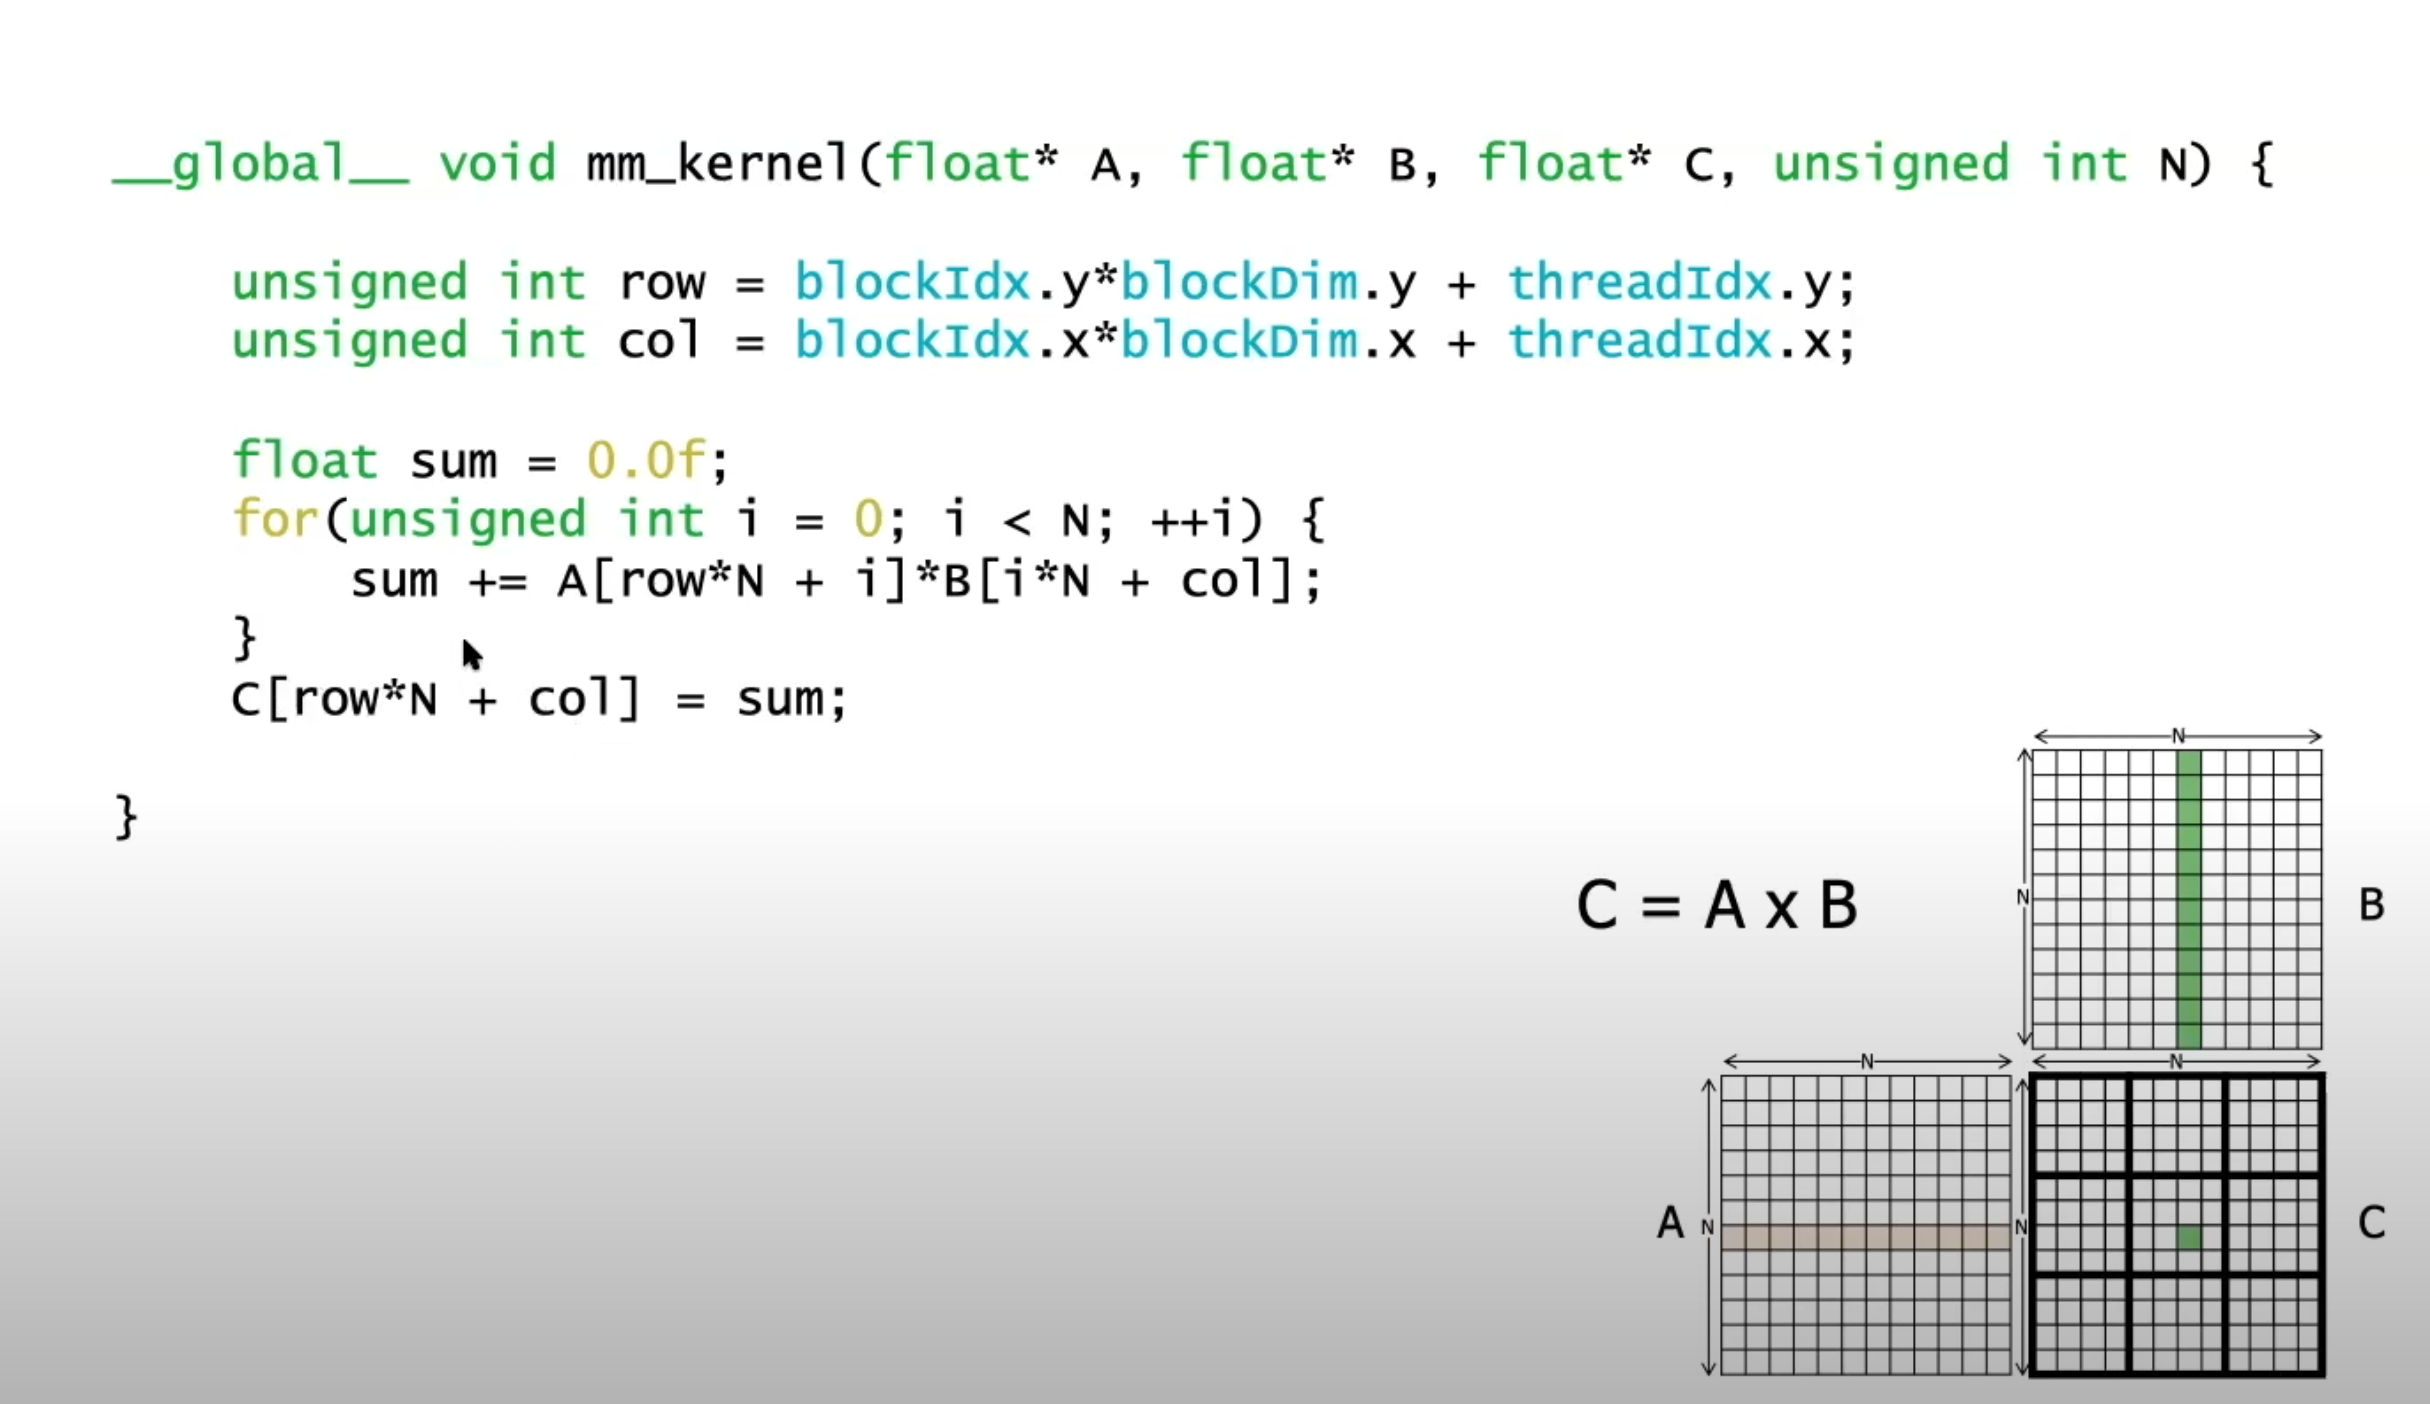 __global__ void mm_kernel(float* A, float* B, float* C, unsigned int N) {
unsigned int row = blockIdx.y*blockDim.y + threadIdx.y;
unsigned int col = blockIdx.x*blockDim.x + threadIdx.x;
float sum = 0.0f;
for(unsigned int i = 0; i < N; ++i) {
sum += A[row*N + i]*B[i*N + col];
}
C[row*N + col] = sum;
}
C = A x B
N
N
B
N
N
A
N
N
C